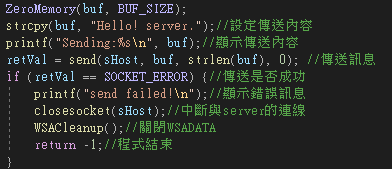 ZeroMemory(buf, BUF_SIZE);
strcpy(buf, "Hello! server.");//設定傳送內容
printf("Sending:%s\n", buf);//顯示傳送內容
retVal = send(sHost, buf, strlen(buf), 0); //傳送訊息
if (retVal == SOCKET_ERROR) {//傳送是否成功
    printf("send failed!\n");//顯示錯誤訊息
    closesocket(sHost);//中斷與server的連線
    WSACleanup();//關閉WSADATA
    return -1;//程式結束
}